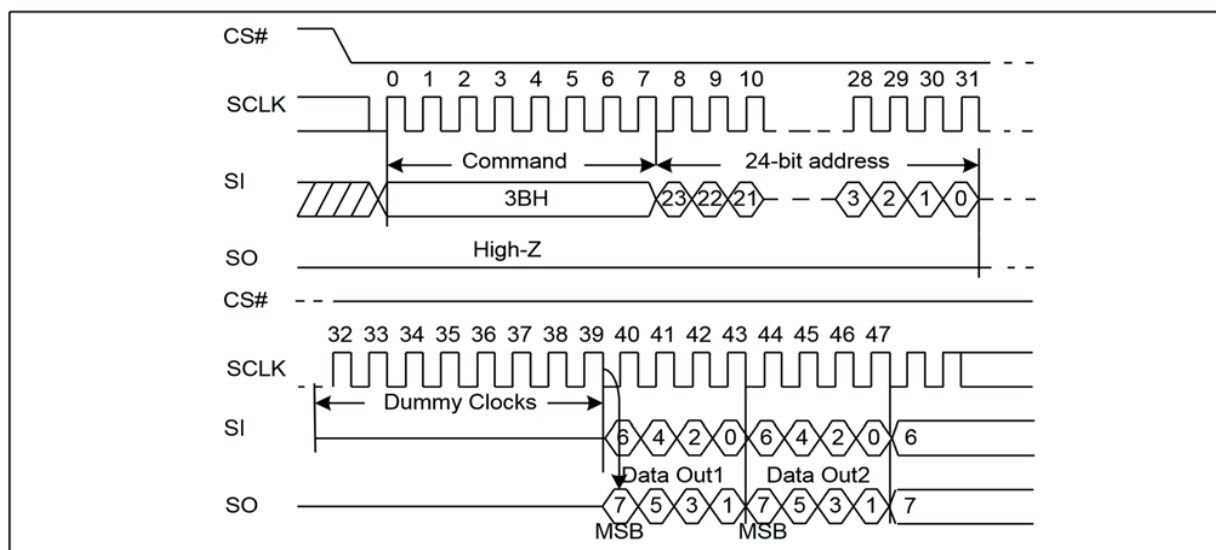 CS#
0 1 2 3 4 5 6 7 8 9 10 28 29 30 31
SCLK
Command 24-bit address
SI 3BH 23 22 21 3 2 1 0
SO High-Z
CS#
32 33 34 35 36 37 38 39 40 41 42 43 44 45 46 47
SCLK
Dummy Clocks
SI 6 4 2 0 6 4 2 0 6
Data Out1 Data Out2
SO 7 5 3 1 7 5 3 1 7
MSB MSB